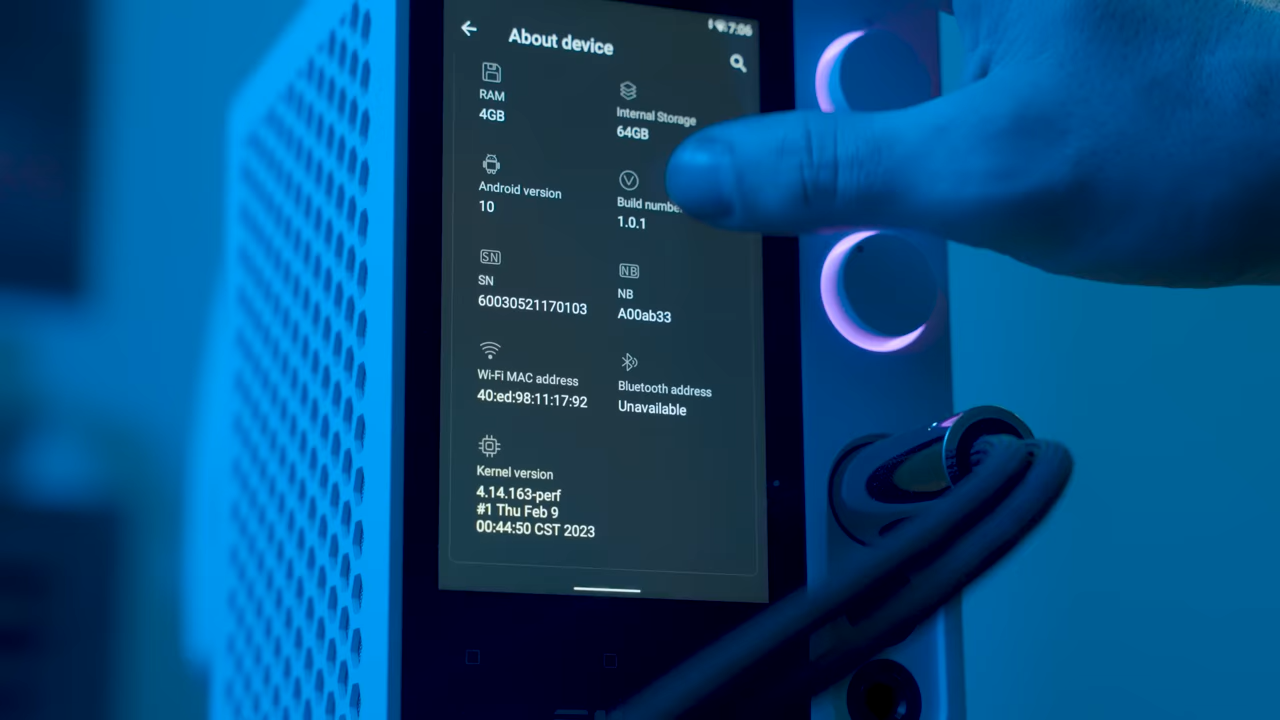 7:06
About device
RAM
4GB
Internal Storage
64GB
Android version
10
Build number
1.0.1
SN
SN
60030521170103
NB
NB
A00ab33
Wi-Fi MAC address
40:ed:98:11:17:92
Bluetooth address
Unavailable
Kernel version
4.14.163-perf
#1 Thu Feb 9
00:44:50 CST 2023